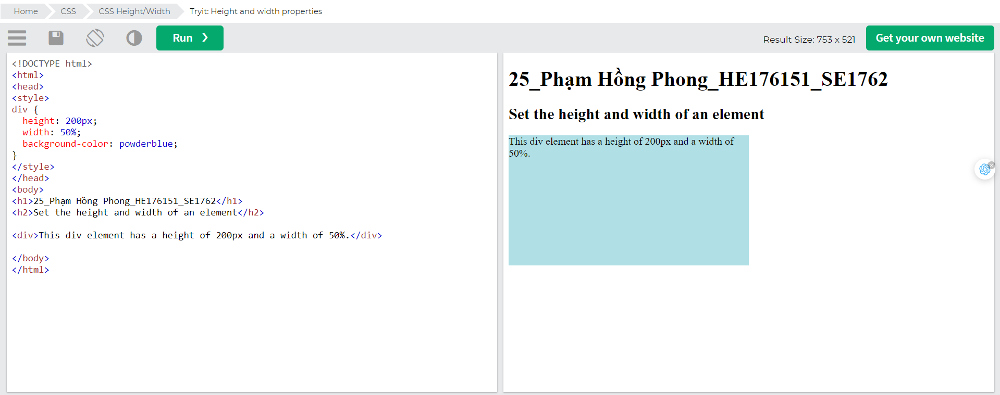 Home CSS CSS Height/Width Tryit: Height and width properties
Run ❯ Result Size: 753 x 521 Get your own website
<!DOCTYPE html>
<html>
<head>
<style>
div {
  height: 200px;
  width: 50%;
  background-color: powderblue;
}
</style>
</head>
<body>
<h1>25_Phạm Hồng Phong_HE176151_SE1762</h1>
<h2>Set the height and width of an element</h2>

<div>This div element has a height of 200px and a width of 50%.</div>

</body>
</html>
25_Phạm Hồng Phong_HE176151_SE1762
Set the height and width of an element
This div element has a height of 200px and a width of
50%.